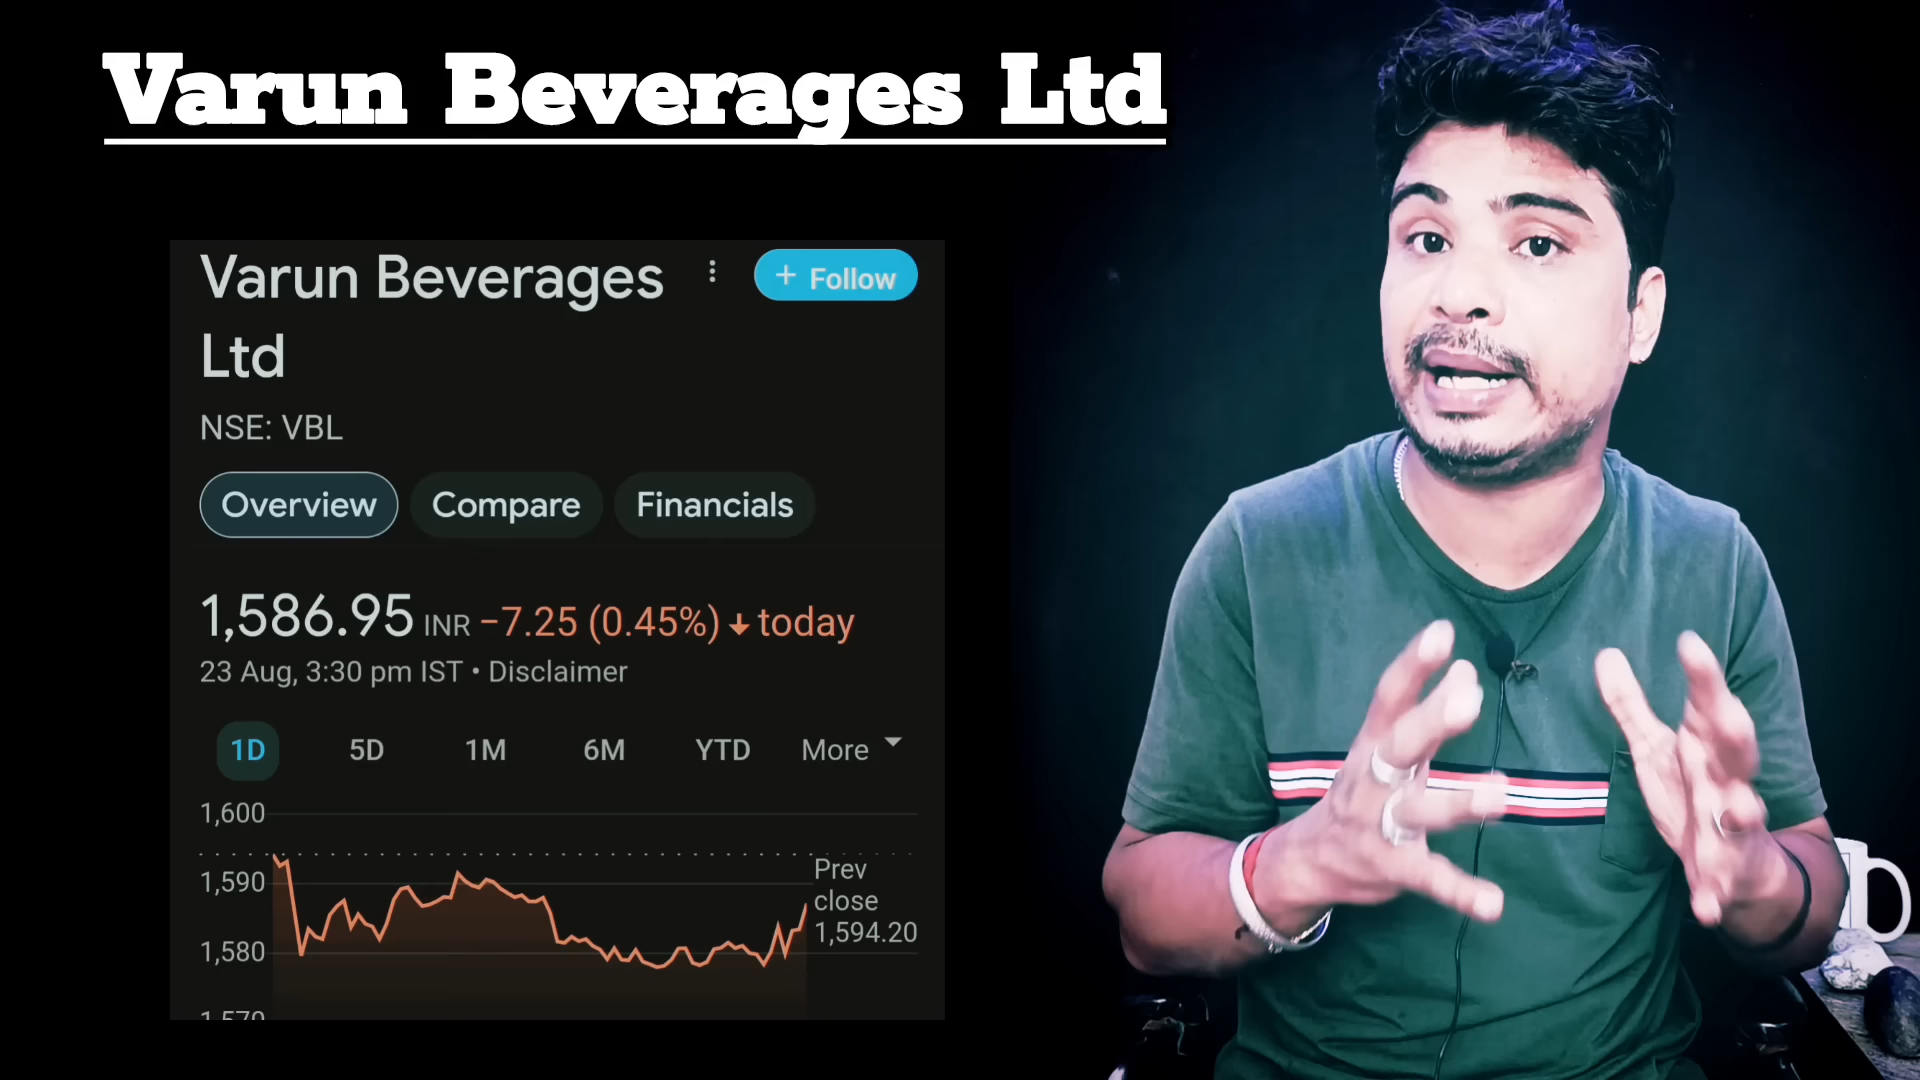 Varun Beverages Ltd
Varun Beverages
Ltd
+ Follow
NSE: VBL
Overview
Compare
Financials
1,586.95 INR −7.25 (0.45%) ↓ today
23 Aug, 3:30 pm IST • Disclaimer
1D
5D
1M
6M
YTD
More
1,600
1,590
1,580
Prev
close
1,594.20